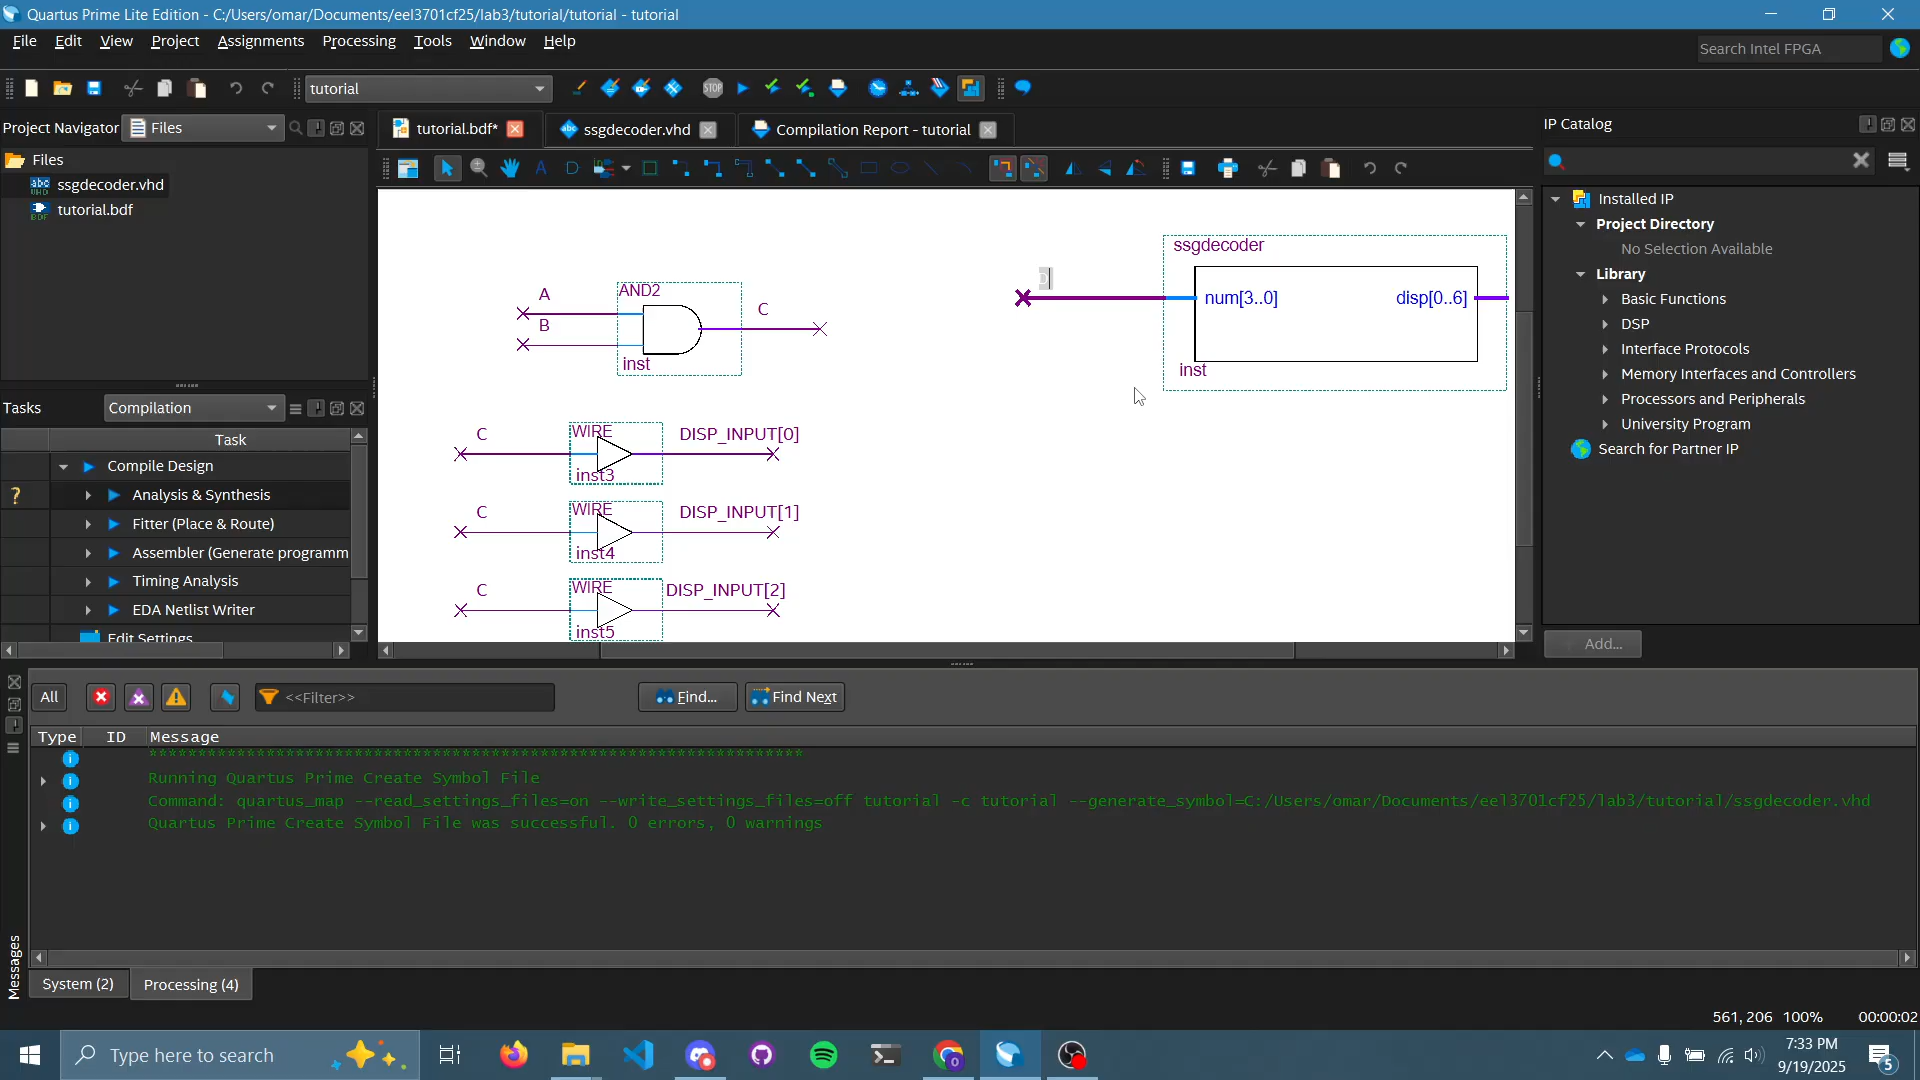 Quartus Prime Lite Edition - C:/Users/omar/Documents/eel3701cf25/lab3/tutorial/tutorial - tutorial
File Edit View Project Assignments Processing Tools Window Help
Search Intel FPGA
tutorial
STOP
Project Navigator Files
tutorial.bdf*
ssgdecoder.vhd
Compilation Report - tutorial
IP Catalog
Files
abc VHD ssgdecoder.vhd
BDF tutorial.bdf
Installed IP
Project Directory
No Selection Available
Library
Basic Functions
DSP
Interface Protocols
Memory Interfaces and Controllers
Processors and Peripherals
University Program
Search for Partner IP
Add...
ssgdecoder
num[3..0] disp[0..6]
inst
A
B
AND2
C
inst
C
WIRE
DISP_INPUT[0]
inst3
C
WIRE
DISP_INPUT[1]
inst4
C
WIRE
DISP_INPUT[2]
inst5
Tasks Compilation
Task
Compile Design
? Analysis & Synthesis
Fitter (Place & Route)
Assembler (Generate programm
Timing Analysis
EDA Netlist Writer
Edit Settings
All <<Filter>> Find... Find Next
Type ID Message
*******************************************************************
Running Quartus Prime Create Symbol File
Command: quartus_map --read_settings_files=on --write_settings_files=off tutorial -c tutorial --generate_symbol=C:/Users/omar/Documents/eel3701cf25/lab3/tutorial/ssgdecoder.vhd
Quartus Prime Create Symbol File was successful. 0 errors, 0 warnings
Messages
System (2) Processing (4)
561, 206 100% 00:00:02
Type here to search
7:33 PM
9/19/2025
5